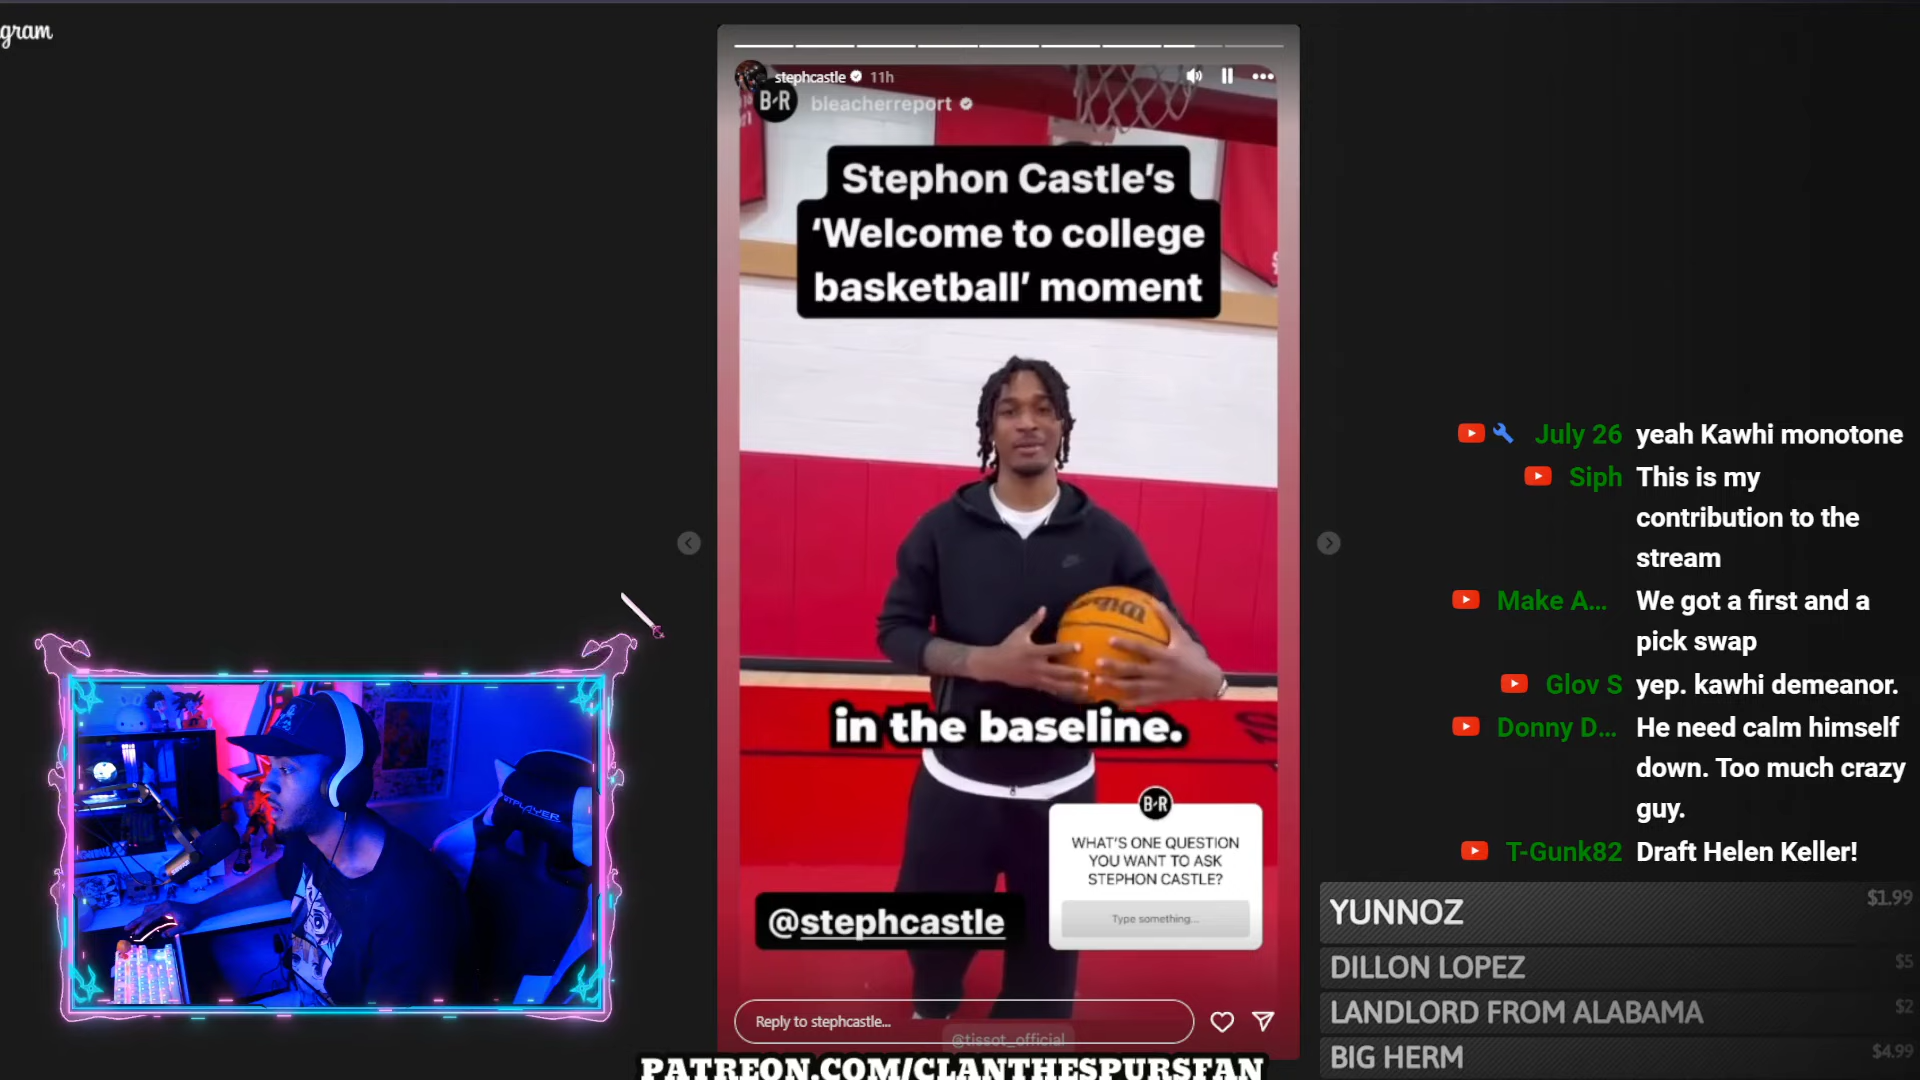 gram
stephcastle 11h
B/R bleacherreport
Stephon Castle's
'Welcome to college
basketball' moment
Wilson
in the baseline.
B/R
WHAT'S ONE QUESTION
YOU WANT TO ASK
STEPHON CASTLE?
Type something...
@stephcastle
Reply to stephcastle...
@tissot_official
PATREON.COM/CLANTHESPURSFAN
July 26 yeah Kawhi monotone
Siph This is my
contribution to the
stream
Make A... We got a first and a
pick swap
Glov S yep. kawhi demeanor.
Donny D... He need calm himself
down. Too much crazy
guy.
T-Gunk82 Draft Helen Keller!
YUNNOZ $1.99
DILLON LOPEZ $5
LANDLORD FROM ALABAMA $2
BIG HERM $4.99